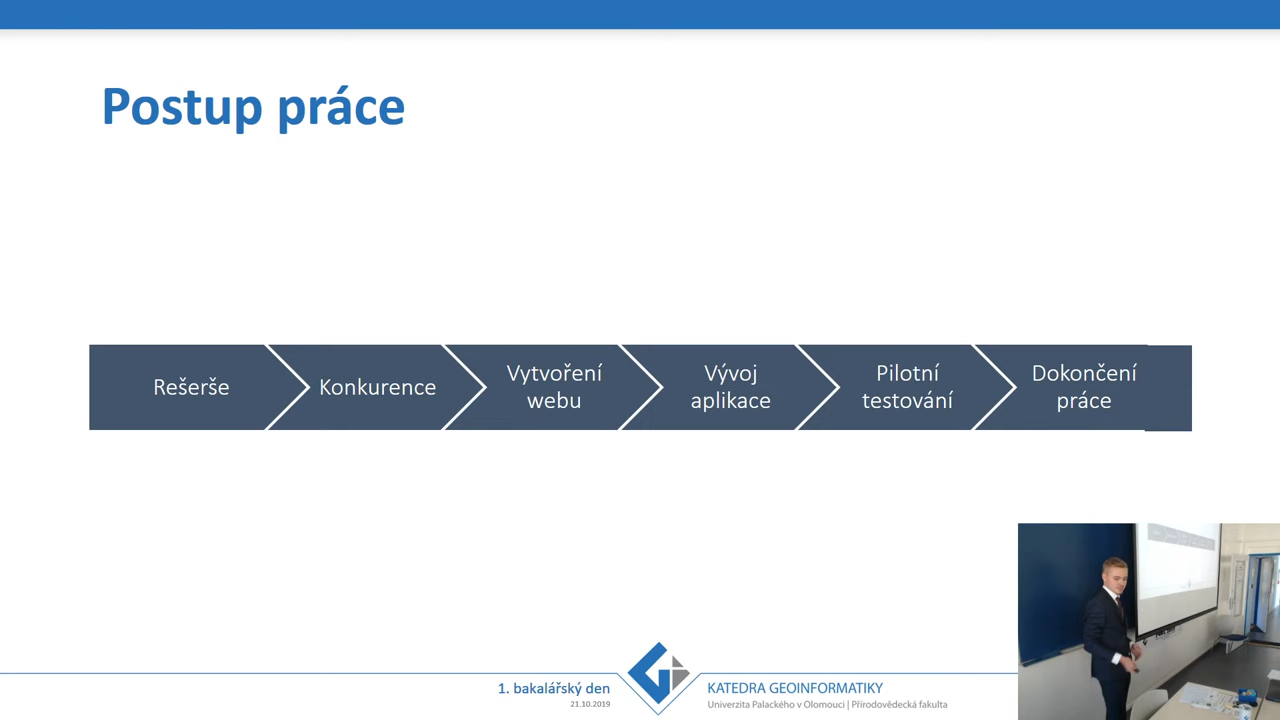 Postup práce
Rešerše
Konkurence
Vytvoření
webu
Vývoj
aplikace
Pilotní
testování
Dokončení
práce
1. bakalářský den
21.10.2019
KATEDRA GEOINFORMATIKY
Univerzita Palackého v Olomouci | Přírodovědecká fakulta